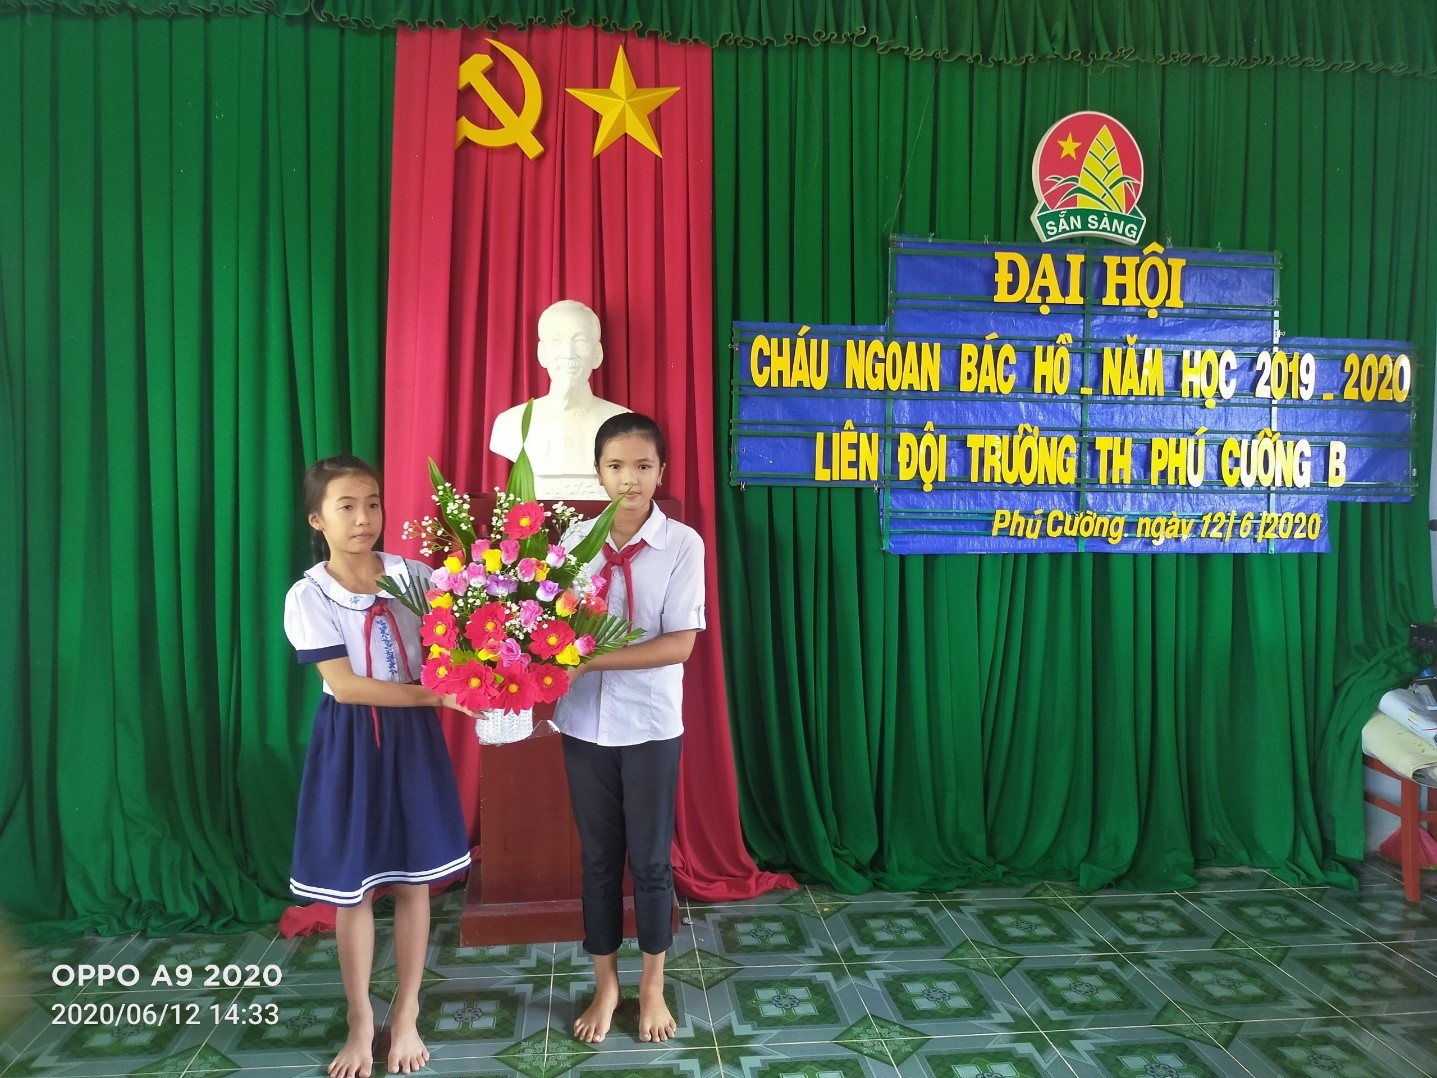 SẴN SÀNG
ĐẠI HỘI
CHÁU NGOAN BÁC HỒ _ NĂM HỌC 2019 _ 2020
LIÊN ĐỘI TRƯỜNG TH PHÚ CƯỜNG B
Phú Cường, ngày 12/ 6 /2020
OPPO A9 2020
2020/06/12 14:33